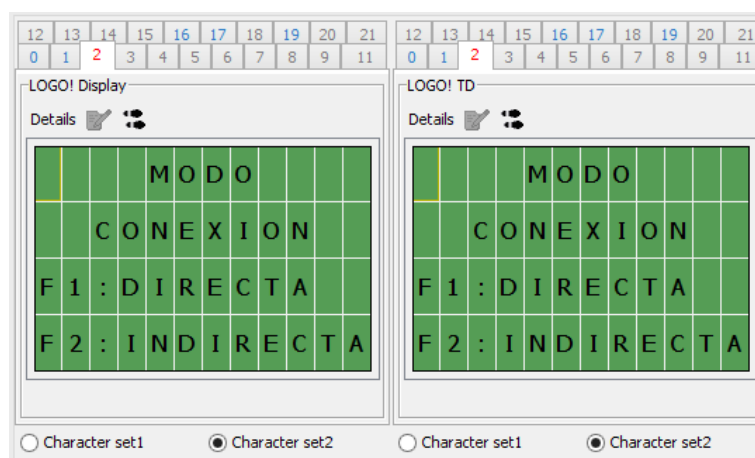 12 13 14 15 16 17 18 19 20 21
0 1 2 3 4 5 6 7 8 9 11
LOGO! Display
Details
MODO
CONEXION
F1:DIRECTA
F2:INDIRECTA
Character set1 Character set2
12 13 14 15 16 17 18 19 20 21
0 1 2 3 4 5 6 7 8 9 11
LOGO! TD
Details
MODO
CONEXION
F1:DIRECTA
F2:INDIRECTA
Character set1 Character set2